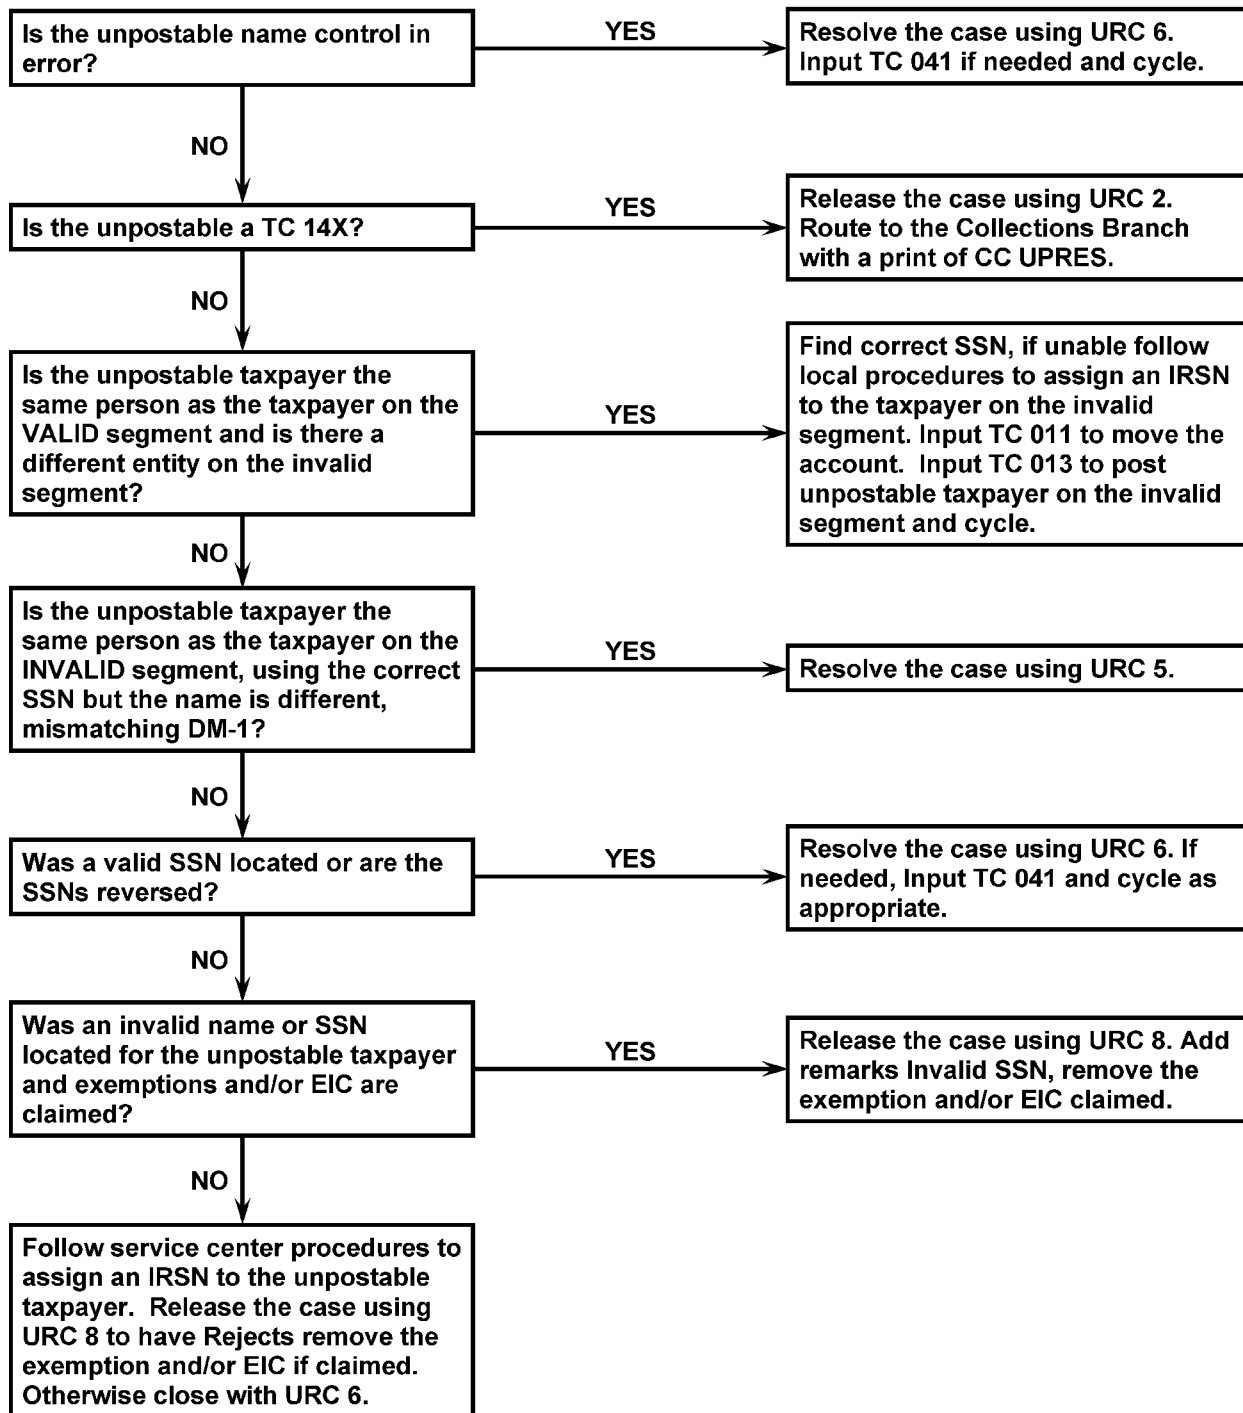 Is the unpostable name control in
error?
YES
Resolve the case using URC 6.
Input TC 041 if needed and cycle.
NO
Is the unpostable a TC 14X?
YES
Release the case using URC 2.
Route to the Collections Branch
with a print of CC UPRES.
NO
Is the unpostable taxpayer the
same person as the taxpayer on the
VALID segment and is there a
different entity on the invalid
segment?
YES
Find correct SSN, if unable follow
local procedures to assign an IRSN
to the taxpayer on the invalid
segment. Input TC 011 to move the
account.  Input TC 013 to post
unpostable taxpayer on the invalid
segment and cycle.
NO
Is the unpostable taxpayer the
same person as the taxpayer on the
INVALID segment, using the correct
SSN but the name is different,
mismatching DM-1?
YES
Resolve the case using URC 5.
NO
Was a valid SSN located or are the
SSNs reversed?
YES
Resolve the case using URC 6. If
needed, Input TC 041 and cycle as
appropriate.
NO
Was an invalid name or SSN
located for the unpostable taxpayer
and exemptions and/or EIC are
claimed?
YES
Release the case using URC 8. Add
remarks Invalid SSN, remove the
exemption and/or EIC claimed.
NO
Follow service center procedures to
assign an IRSN to the unpostable
taxpayer.  Release the case using
URC 8 to have Rejects remove the
exemption and/or EIC if claimed.
Otherwise close with URC 6.